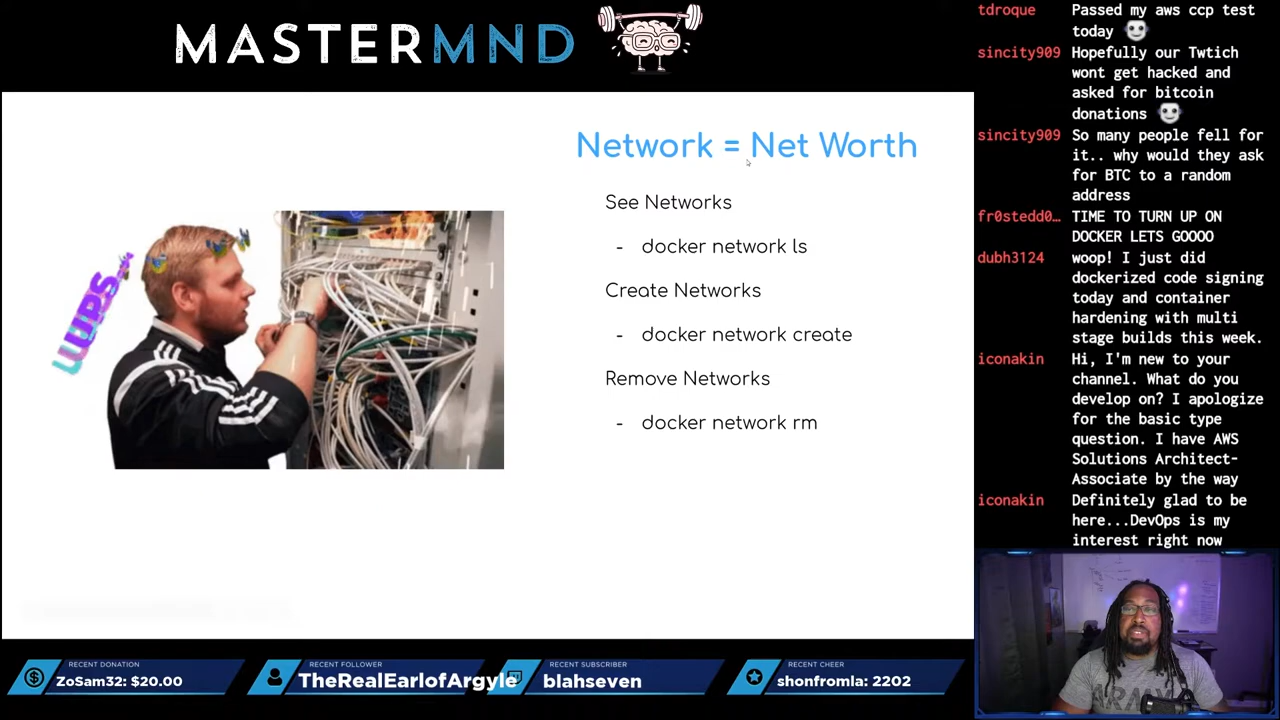 MASTERMND
Network = Net Worth
See Networks
- docker network ls
Create Networks
- docker network create
Remove Networks
- docker network rm
tdroque Passed my aws ccp test
today
sincity909 Hopefully our Twtich
wont get hacked and
asked for bitcoin
donations
sincity909 So many people fell for
it.. why would they ask
for BTC to a random
address
fr0stedd0… TIME TO TURN UP ON
DOCKER LETS GOOOO
dubh3124 woop! I just did
dockerized code signing
today and container
hardening with multi
stage builds this week.
iconakin Hi, I'm new to your
channel. What do you
develop on? I apologize
for the basic type
question. I have AWS
Solutions Architect-
Associate by the way
iconakin Definitely glad to be
here...DevOps is my
interest right now
ARMY
RECENT DONATION
ZoSam32: $20.00
RECENT FOLLOWER
TheRealEarlofArgyle
RECENT SUBSCRIBER
blahseven
RECENT CHEER
shonfromla: 2202